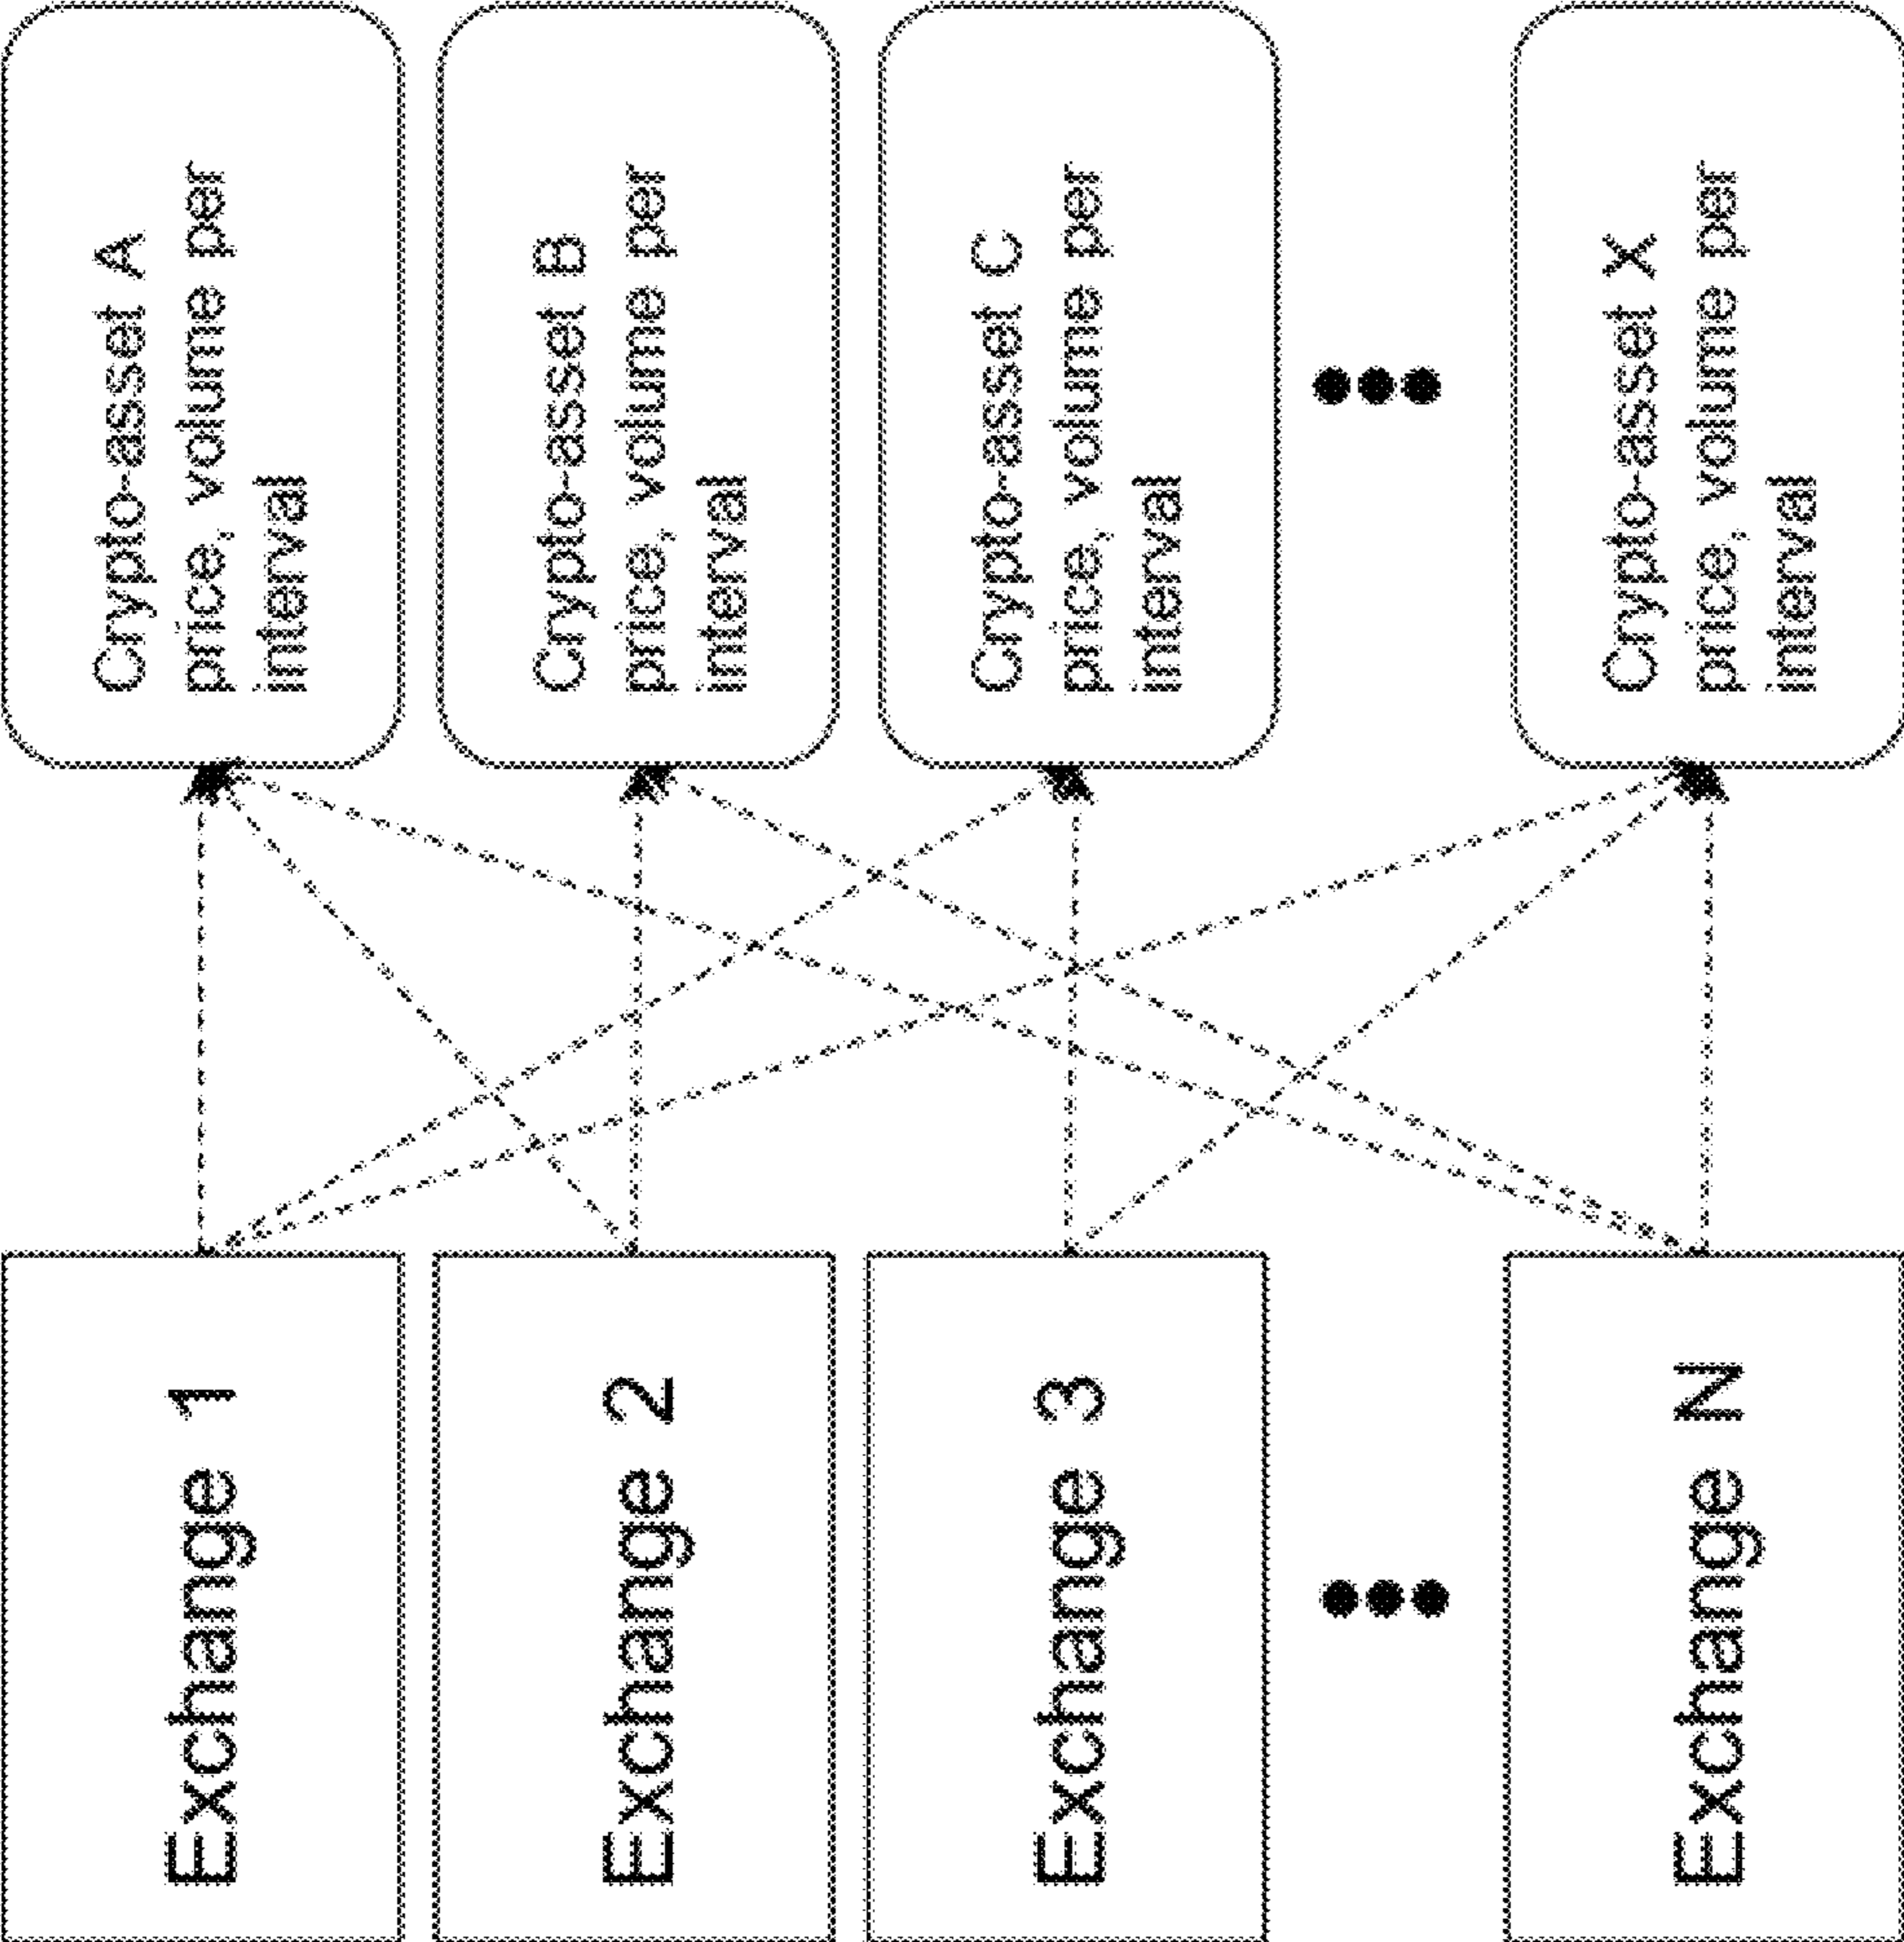 Exchange 1
Exchange 2
Exchange 3
Exchange N
Crypto-asset A
price, volume per
interval
Crypto-asset B
price, volume per
interval
Crypto-asset C
price, volume per
interval
Crypto-asset X
price, volume per
interval